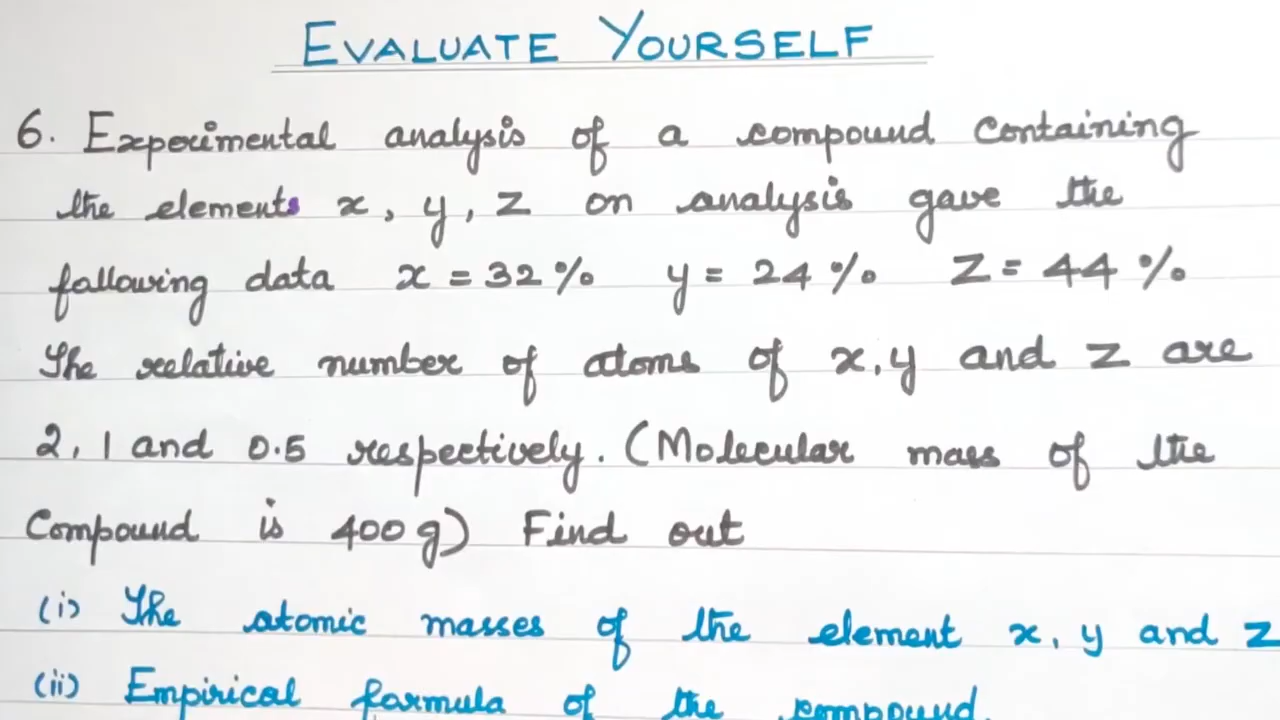 EVALUATE YOURSELF
6. Experimental analysis of a compound containing
the elements x, y, z on analysis gave the
following data x = 32 % y = 24 % z = 44 %
The relative number of atoms of x, y and z are
2, 1 and 0.5 respectively. (Molecular mass of the
Compound is 400 g) Find out
(i) The atomic masses of the element x, y and z
(ii) Empirical formula of the compound.